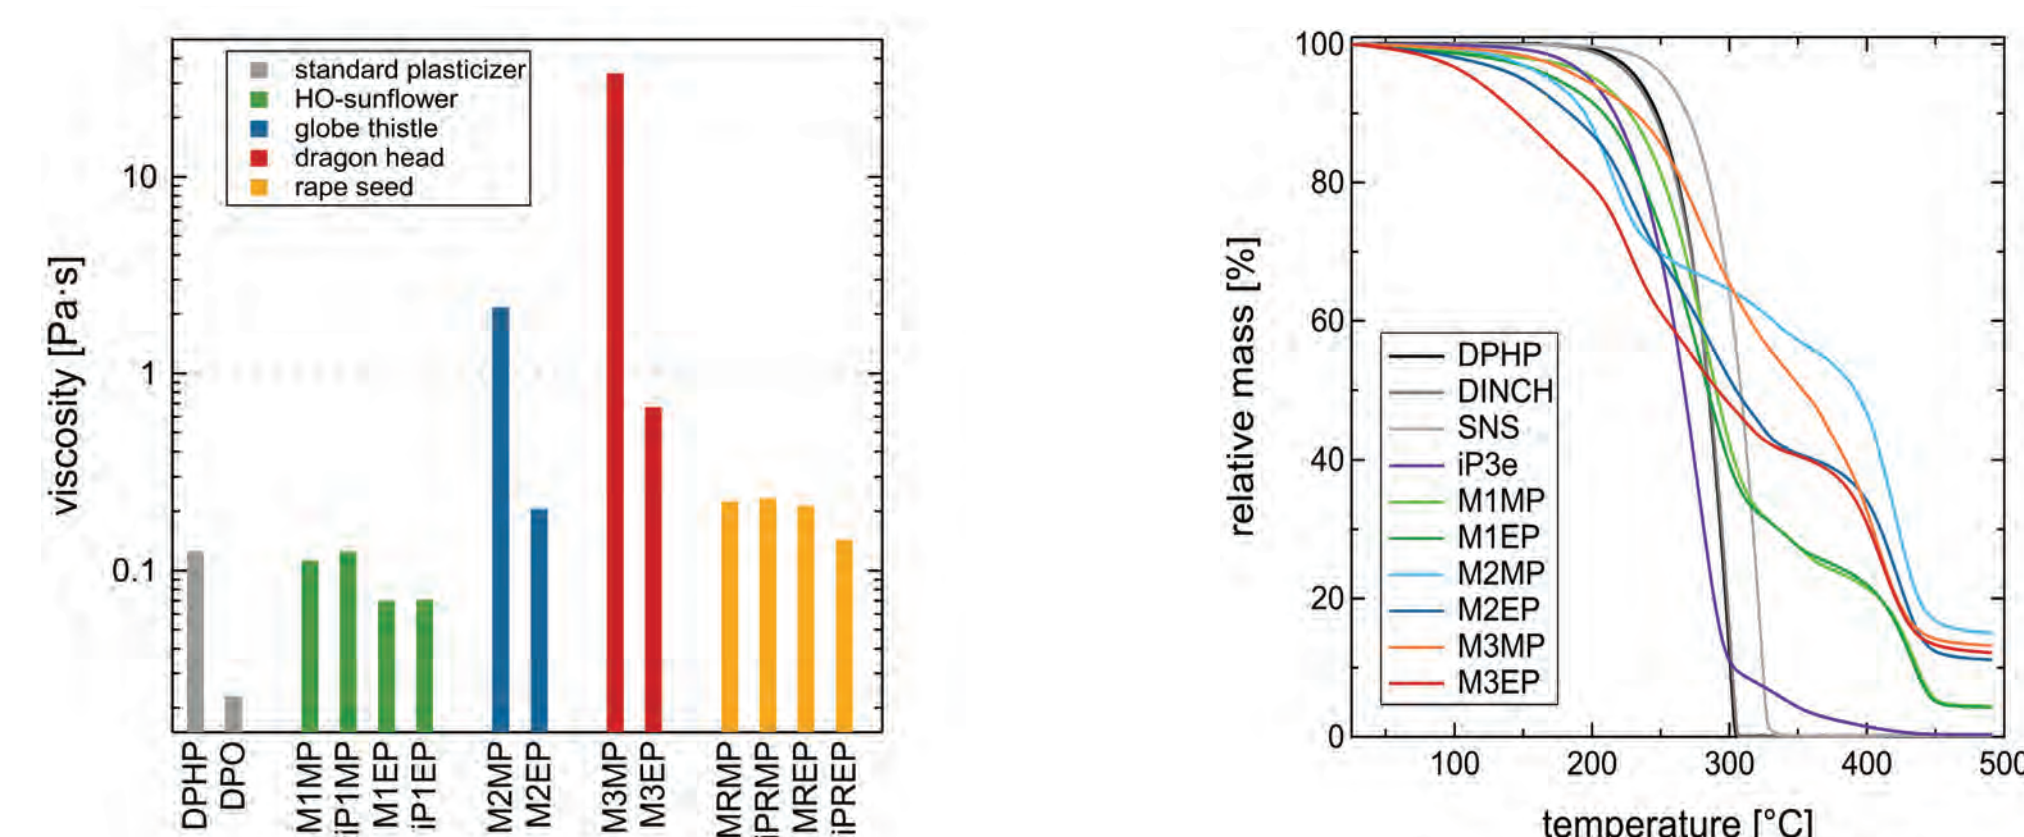 standard plasticizer
HO-sunflower
globe thistle
dragon head
rape seed
10
1
0.1
viscosity [Pa·s]
DPHP
DPO
M1MP
iP1MP
M1EP
iP1EP
M2MP
M2EP
M3MP
M3EP
MRMP
iPRMP
MREP
iPREP
100
80
60
40
20
0
relative mass [%]
DPHP
DINCH
SNS
iP3e
M1MP
M1EP
M2MP
M2EP
M3MP
M3EP
100
200
300
400
500
temperature [°C]